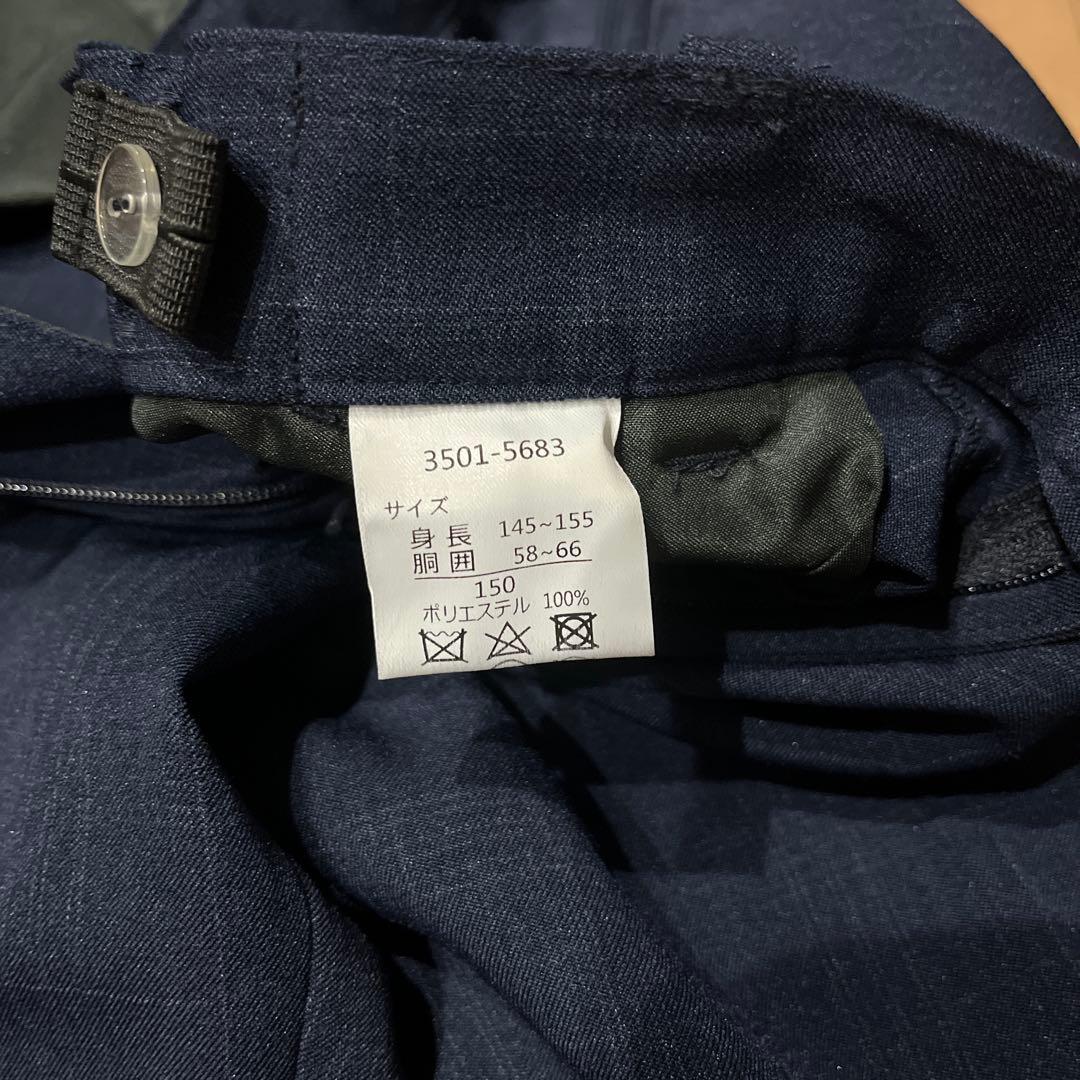 3501-5683
サイズ
身長 145~155
胴囲 58~66
150
ポリエステル 100%